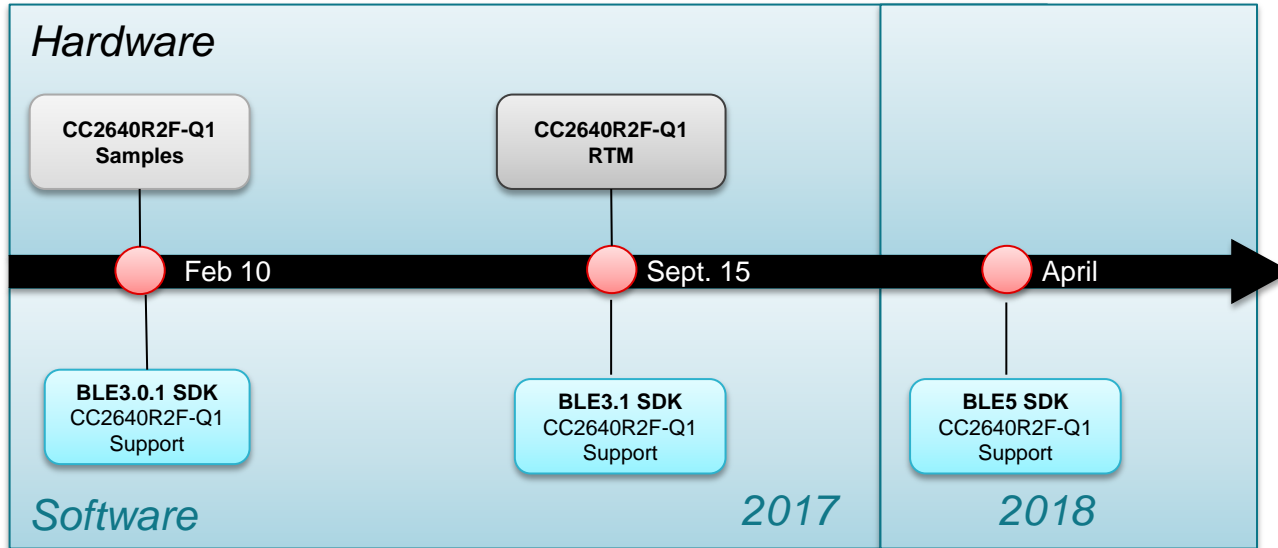 Hardware
CC2640R2F-Q1
Samples
CC2640R2F-Q1
RTM
Feb 10
Sept. 15
April
BLE3.0.1 SDK
CC2640R2F-Q1
Support
BLE3.1 SDK
CC2640R2F-Q1
Support
BLE5 SDK
CC2640R2F-Q1
Support
Software
2017
2018